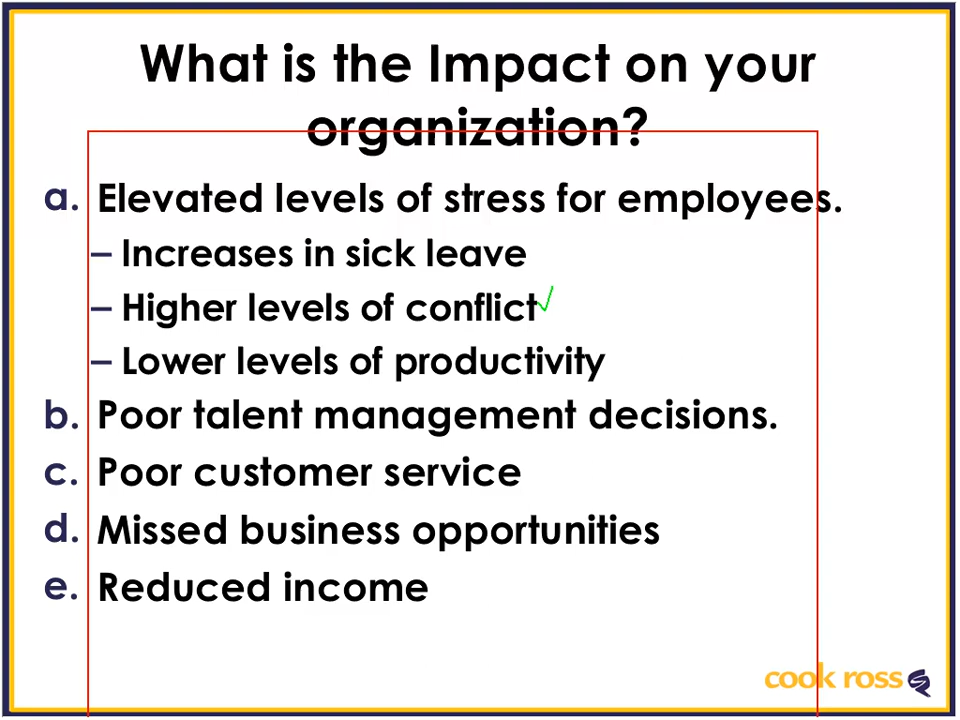 What is the Impact on your
organization?
a. Elevated levels of stress for employees.
– Increases in sick leave
– Higher levels of conflict√
– Lower levels of productivity
b. Poor talent management decisions.
c. Poor customer service
d. Missed business opportunities
e. Reduced income
cook ross